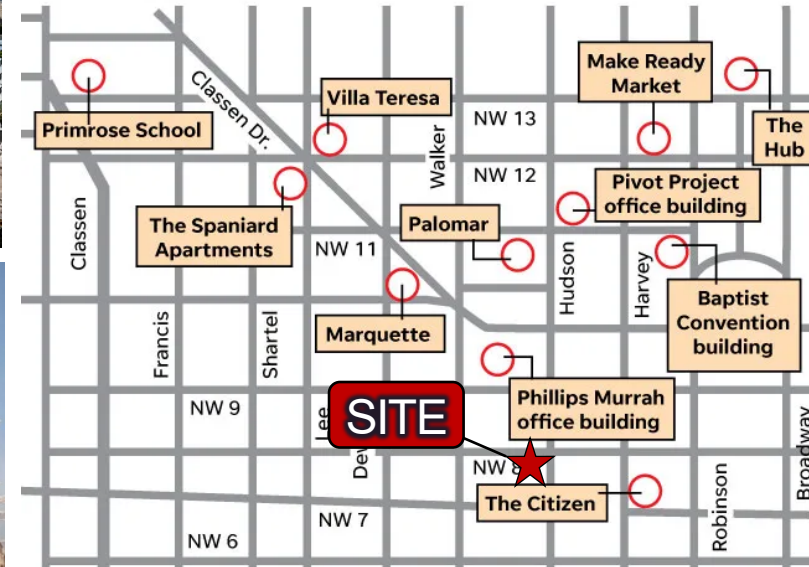 Make Ready
Market
Villa Teresa
Classen Dr.
Primrose School
NW 13
The
Hub
Walker
NW 12
Pivot Project
office building
The Spaniard
Apartments
Palomar
Classen
NW 11
Hudson
Harvey
Baptist
Convention
building
Marquette
Francis
Shartel
Phillips Murrah
office building
NW 9
Lee
SITE
Broadway
NW 8
The Citizen
Robinson
NW 7
NW 6